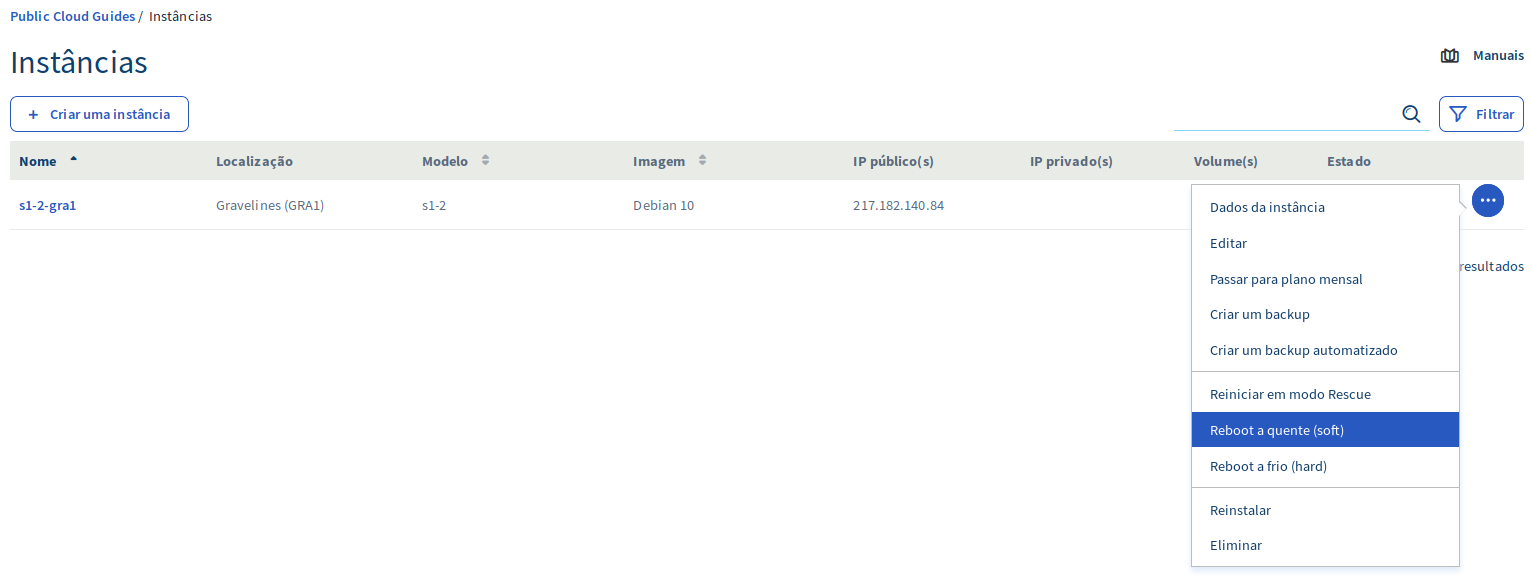 Public Cloud Guides / Instâncias
Instâncias
Manuais
+ Criar uma instância
Filtrar
Nome Localização Modelo Imagem IP público(s) IP privado(s) Volume(s) Estado
s1-2-gra1 Gravelines (GRA1) s1-2 Debian 10 217.182.140.84
Dados da instância
Editar
resultados
Passar para plano mensal
Criar um backup
Criar um backup automatizado
Reiniciar em modo Rescue
Reboot a quente (soft)
Reboot a frio (hard)
Reinstalar
Eliminar